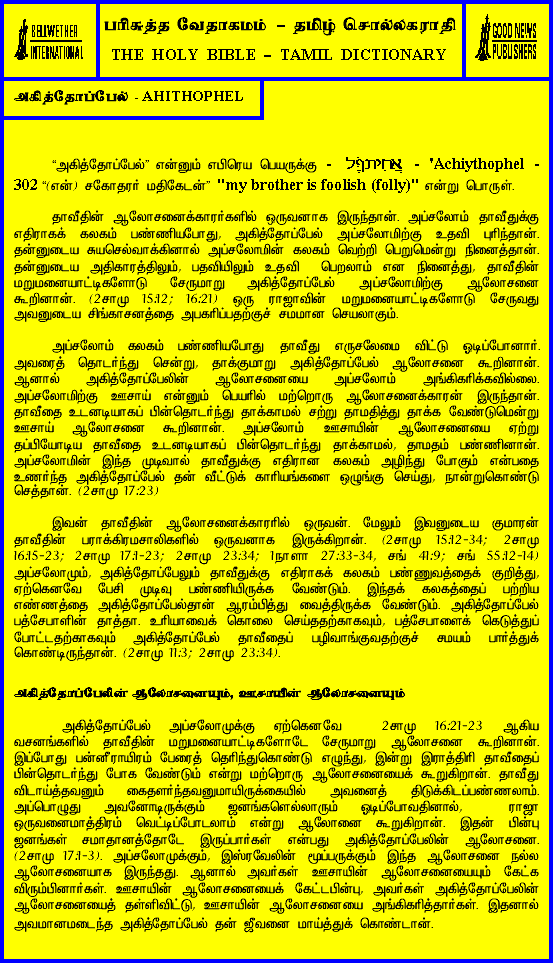 BELLWETHER
INTERNATIONAL
பரிசுத்த வேதாகமம் – தமிழ் சொல்லகராதி
THE HOLY BIBLE – TAMIL DICTIONARY
GOOD NEWS
PUBLISHERS
அகித்தோப்பேல் - AHITHOPHEL
“அகித்தோப்பேல்” என்னும் எபிரெய பெயருக்கு - אֲחִיתֹפֶל - 'Achiythophel -
302 “(என்) சகோதரர் மதிகேடன்” "my brother is foolish (folly)" என்று பொருள்.
தாவீதின் ஆலோசனைக்காரர்களில் ஒருவனாக இருந்தான். அப்சலோம் தாவீதுக்கு
எதிராகக் கலகம் பண்ணியபோது, அகித்தோப்பேல் அப்சலோமிற்கு உதவி புரிந்தான்.
தன்னுடைய சுயசெல்வாக்கினால் அப்சலோமின் கலகம் வெற்றி பெறுமென்று நினைத்தான்.
தன்னுடைய அதிகாரத்திலும், பதவியிலும் உதவி பெறலாம் என நினைத்து, தாவீதின்
மறுமனையாட்டிகளோடு சேருமாறு அகித்தோப்பேல் அப்சலோமிற்கு ஆலோசனை
கூறினான். (2சாமு 15:12; 16:21) ஒரு ராஜாவின் மறுமனையாட்டிகளோடு சேருவது
அவனுடைய சிங்காசனத்தை அபகரிப்பதற்குச் சமமான செயலாகும்.
அப்சலோம் கலகம் பண்ணியபோது தாவீது எருசலேமை விட்டு ஓடிப்போனார்.
அவரைத் தொடர்ந்து சென்று, தாக்குமாறு அகித்தோப்பேல் ஆலோசனை கூறினான்.
ஆனால் அகித்தோப்பேலின் ஆலோசனையை அப்சலோம் அங்கிகரிக்கவில்லை.
அப்சலோமிற்கு ஊசாய் என்னும் பெயரில் மற்றொரு ஆலோசனைக்காரன் இருந்தான்.
தாவீதை உடனடியாகப் பின்தொடர்ந்து தாக்காமல் சற்று தாமதித்து தாக்க வேண்டுமென்று
ஊசாய் ஆலோசனை கூறினான். அப்சலோம் ஊசாயின் ஆலோசனையை ஏற்று
தப்பியோடிய தாவீதை உடனடியாகப் பின்தொடர்ந்து தாக்காமல், தாமதம் பண்ணினான்.
அப்சலோமின் இந்த முடிவால் தாவீதுக்கு எதிரான கலகம் அழிந்து போகும் என்பதை
உணர்ந்த அகித்தோப்பேல் தன் வீட்டுக் காரியங்களை ஒழுங்கு செய்து, நான்றுகொண்டு
செத்தான். (2சாமு 17:23)
இவன் தாவீதின் ஆலோசனைக்காரரில் ஒருவன். மேலும் இவனுடைய குமாரன்
தாவீதின் பராக்கிரமசாலிகளில் ஒருவனாக இருக்கிறான். (2சாமு 15:12-34; 2சாமு
16:15-23; 2சாமு 17:1-23; 2சாமு 23:34; 1நாளா 27:33-34, சங் 41:9; சங் 55:12-14)
அப்சலோமும், அகித்தோப்பேலும் தாவீதுக்கு எதிராகக் கலகம் பண்ணுவத்தைக் குறித்து,
ஏற்கெனவே பேசி முடிவு பண்ணியிருக்க வேண்டும். இந்தக் கலகத்தைப் பற்றிய
எண்ணத்தை அகித்தோப்பேல்தான் ஆரம்பித்து வைத்திருக்க வேண்டும். அகித்தோப்பேல்
பத்சேபாளின் தாத்தா. உரியாவைக் கொலை செய்ததற்காகவும், பத்சேபாளைக் கெடுத்துப்
போட்டதற்காகவும் அகித்தோப்பேல் தாவீதைப் பழிவாங்குவதற்குச் சமயம் பார்த்துக்
கொண்டிருந்தான். (2சாமு 11:3; 2சாமு 23:34).
அகித்தோப்பேலின் ஆலோசனையும், ஊசாயின் ஆலோசனையும்
அகித்தோப்பேல் அப்சலோமுக்கு ஏற்கெனவே 2சாமு 16:21-23 ஆகிய
வசனங்களில் தாவீதின் மறுமனையாட்டிகளோடே சேருமாறு ஆலோசனை கூறினான்.
இப்போது பன்னீராயிரம் பேரைத் தெரிந்துகொண்டு எழுந்து, இன்று இராத்திரி தாவீதைப்
பின்தொடர்ந்து போக வேண்டும் என்று மற்றொரு ஆலோசனையைக் கூறுகிறான். தாவீது
விடாய்த்தவனும் கைதளர்ந்தவனுமாயிருக்கையில் அவனைத் திடுக்கிடப்பண்ணலாம்.
அப்பொழுது அவனோடிருக்கும் ஜனங்களெல்லாரும் ஓடிப்போவதினால், ராஜா
ஒருவனைமாத்திரம் வெட்டிப்போடலாம் என்று ஆலோனை கூறுகிறான். இதன் பின்பு
ஜனங்கள் சமாதானத்தோடே இருப்பார்கள் என்பது அகித்தோப்பேலின் ஆலோசனை.
(2சாமு 17:1-3). அப்சலோமுக்கும், இஸ்ரவேலின் மூப்பருக்கும் இந்த ஆலோசனை நல்ல
ஆலோசனையாக இருந்தது. ஆனால் அவர்கள் ஊசாயின் ஆலோசனையையும் கேட்க
விரும்பினார்கள். ஊசாயின் ஆலோசனையைக் கேட்டபின்பு, அவர்கள் அகித்தோப்பேலின்
ஆலோசனையைத் தள்ளிவிட்டு, ஊசாயின் ஆலோசனையை அங்கிகரித்தார்கள். இதனால்
அவமானமடைந்த அகித்தோப்பேல் தன் ஜீவனை மாய்த்துக் கொண்டான்.